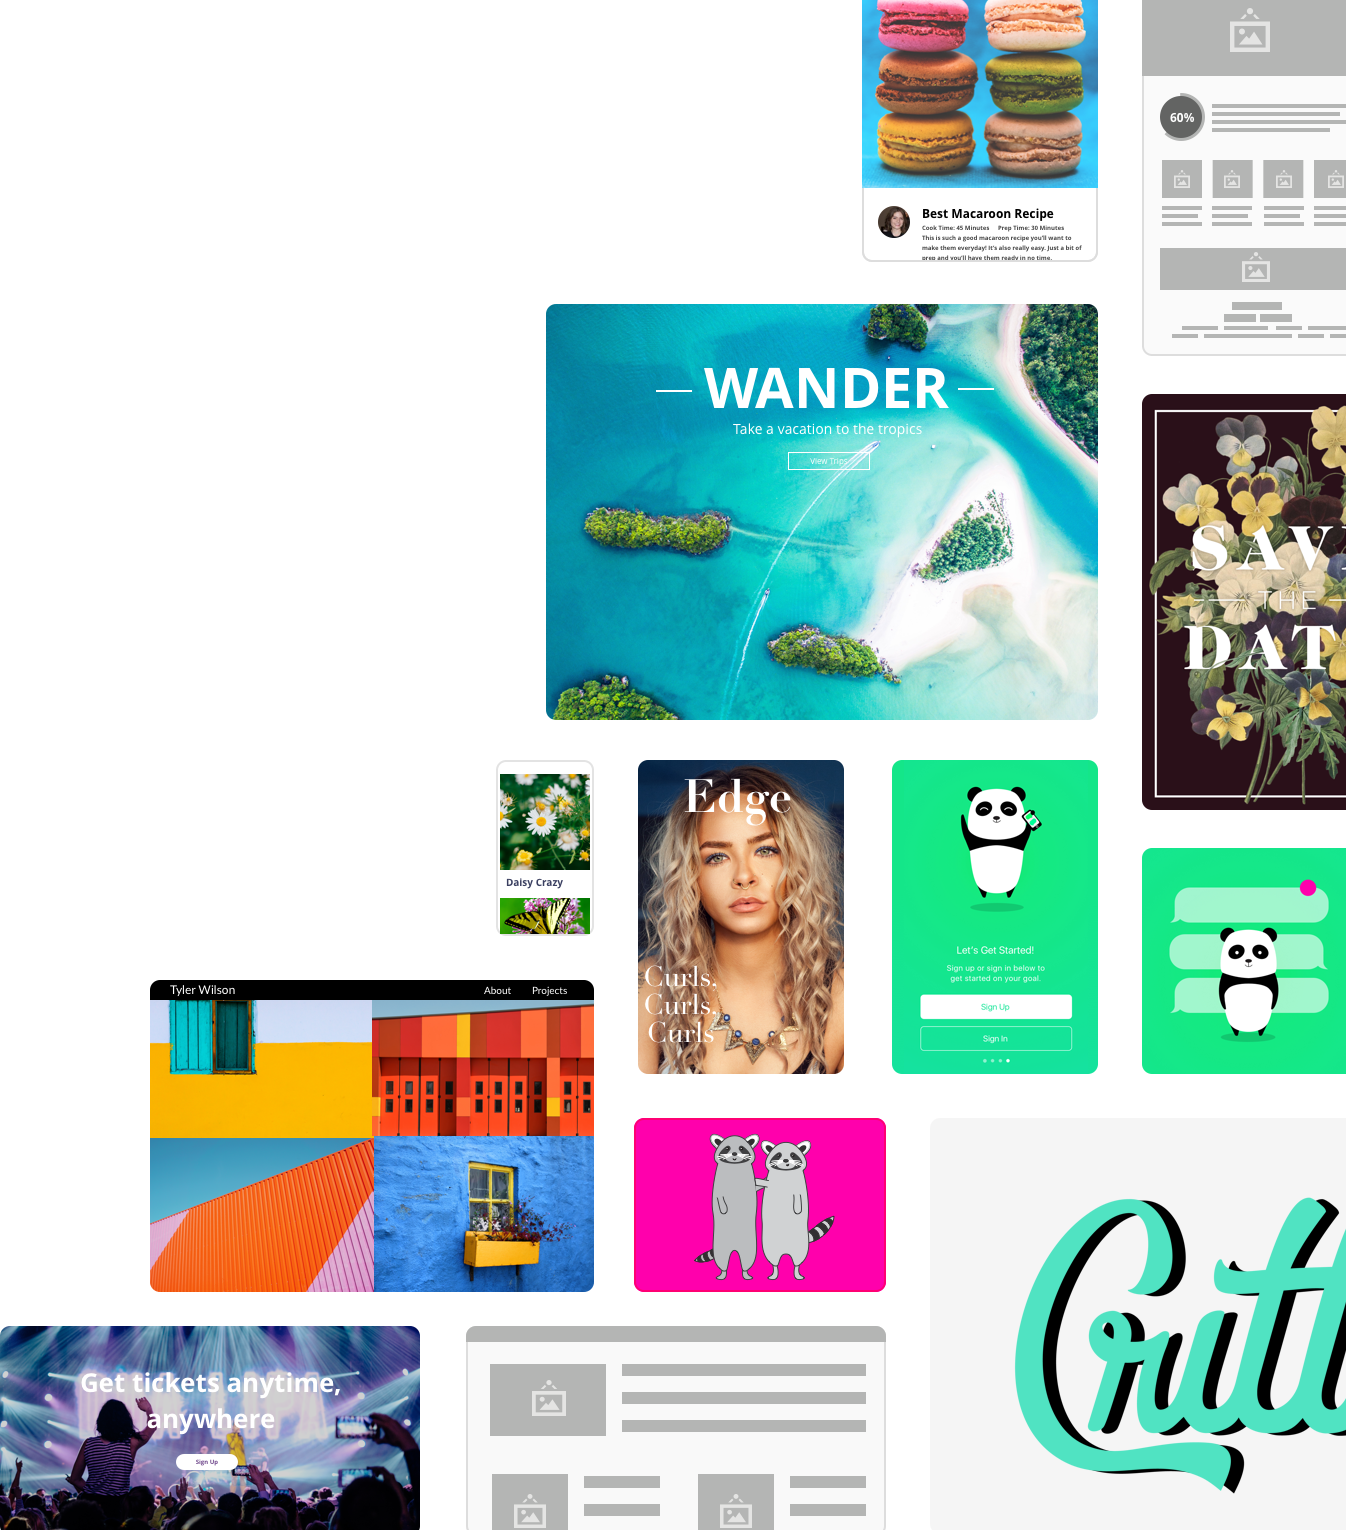 60%
Best Macaroon Recipe
Cook Time: 45 Minutes Prep Time: 30 Minutes
This is such a good macaroon recipe you'll want to
make them everyday! It's also really easy. Just a bit of
prep and you'll have them ready in no time.
WANDER
Take a vacation to the tropics
View Trips
SAV
THE
DAT
Daisy Crazy
Edge
Curls,
Curls,
Curls
Let's Get Started!
Sign up or sign in below to
get started on your goal.
Sign Up
Sign In
Tyler Wilson About Projects
Get tickets anytime,
anywhere
Sign Up
Critt